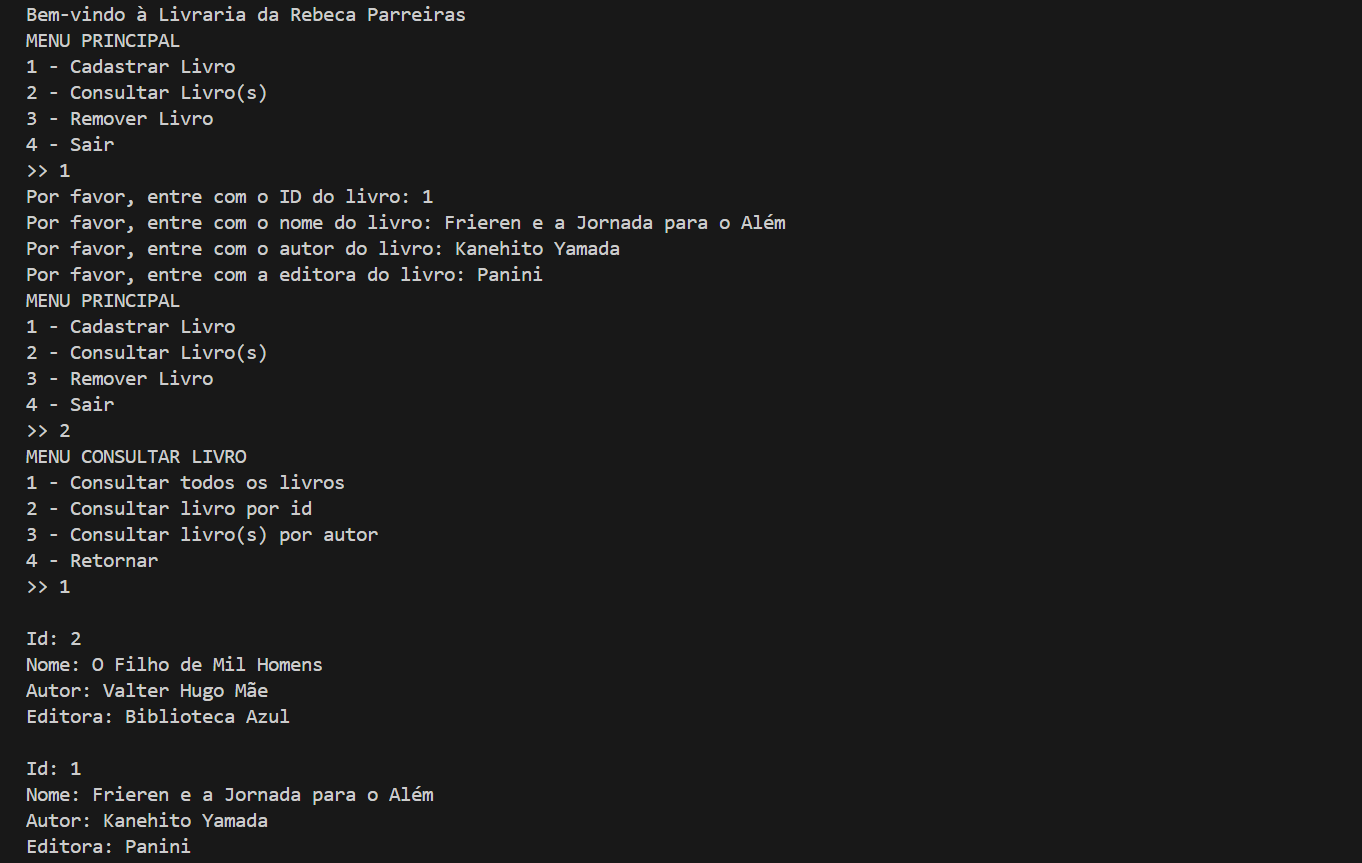 Bem-vindo à Livraria da Rebeca Parreiras
MENU PRINCIPAL
1 - Cadastrar Livro
2 - Consultar Livro(s)
3 - Remover Livro
4 - Sair
>> 1
Por favor, entre com o ID do livro: 1
Por favor, entre com o nome do livro: Frieren e a Jornada para o Além
Por favor, entre com o autor do livro: Kanehito Yamada
Por favor, entre com a editora do livro: Panini
MENU PRINCIPAL
1 - Cadastrar Livro
2 - Consultar Livro(s)
3 - Remover Livro
4 - Sair
>> 2
MENU CONSULTAR LIVRO
1 - Consultar todos os livros
2 - Consultar livro por id
3 - Consultar livro(s) por autor
4 - Retornar
>> 1

Id: 2
Nome: O Filho de Mil Homens
Autor: Valter Hugo Mãe
Editora: Biblioteca Azul

Id: 1
Nome: Frieren e a Jornada para o Além
Autor: Kanehito Yamada
Editora: Panini